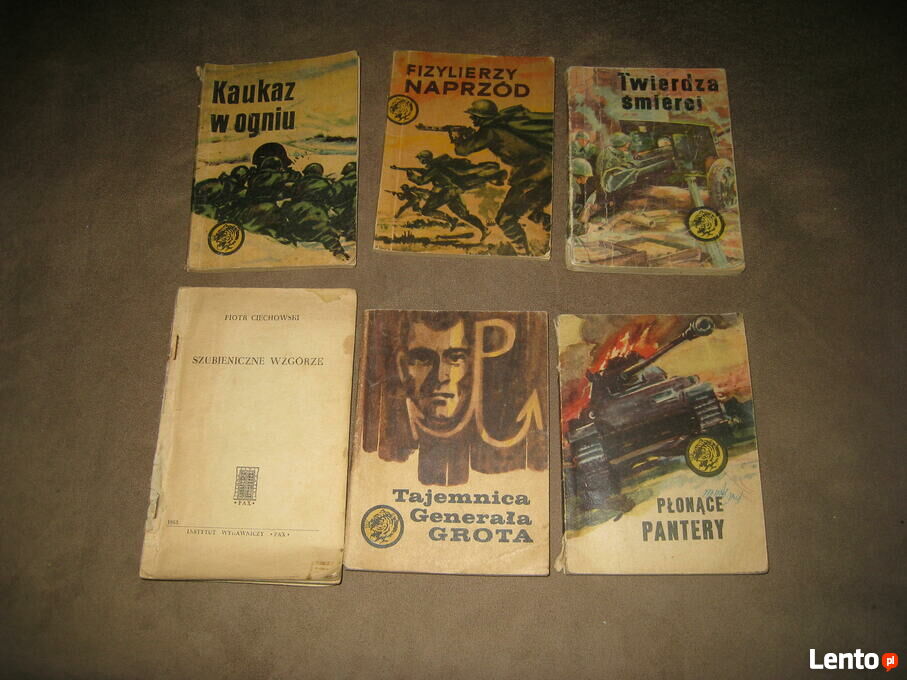 Kaukaz
w ogniu
FIZYLIERZY
NAPRZÓD
Twierdza
śmierci
PIOTR CIECHOWSKI
SZUBIENICZNE WZGÓRZE
•PAX•
1963
INSTYTUT WYDAWNICZY •PAX•
Tajemnica
Generała
GROTA
PŁONĄCE
PANTERY
Lento pl